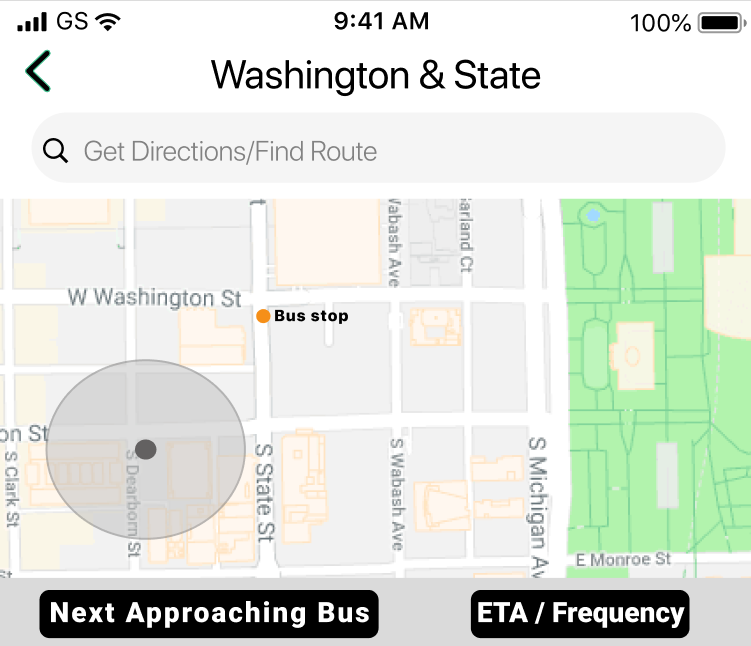 GS 9:41 AM 100%
Washington & State
Get Directions/Find Route
t
Wabash Ave
Garland Ct
W Washington St
Bus stop
on St
S Clark St
S Dearborn St
S State St
S Wabash Ave
S Michigan Av
E Monroe St
St
Next Approaching Bus
ETA / Frequency